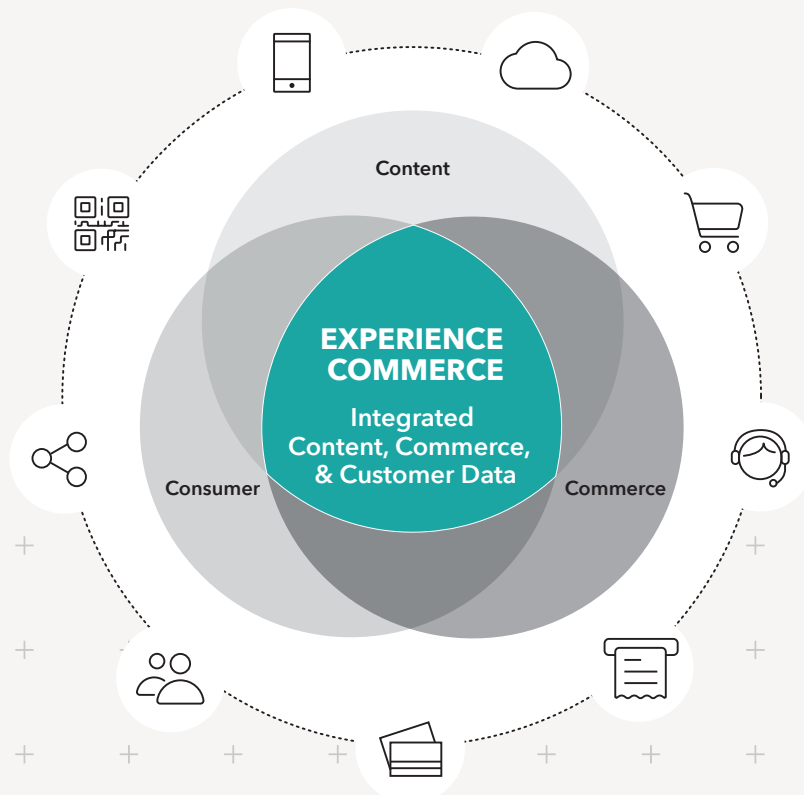 Content
EXPERIENCE
COMMERCE
Integrated
Content, Commerce,
& Customer Data
Consumer
Commerce